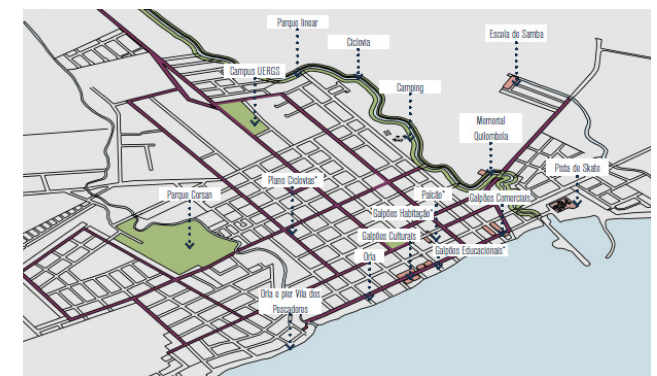 Parque linear
Ciclovia
Escola de Samba
Campus UERGS
Camping
Memorial
Quilombola
Pista de Skate
Plano Ciclovias*
Parque Corsan
Palcão*
Galpões Comerciais
Galpões Habitação*
Galpões Culturais
Galpões Educacionais*
Orla
Orla e pier Vila dos
Pescadores